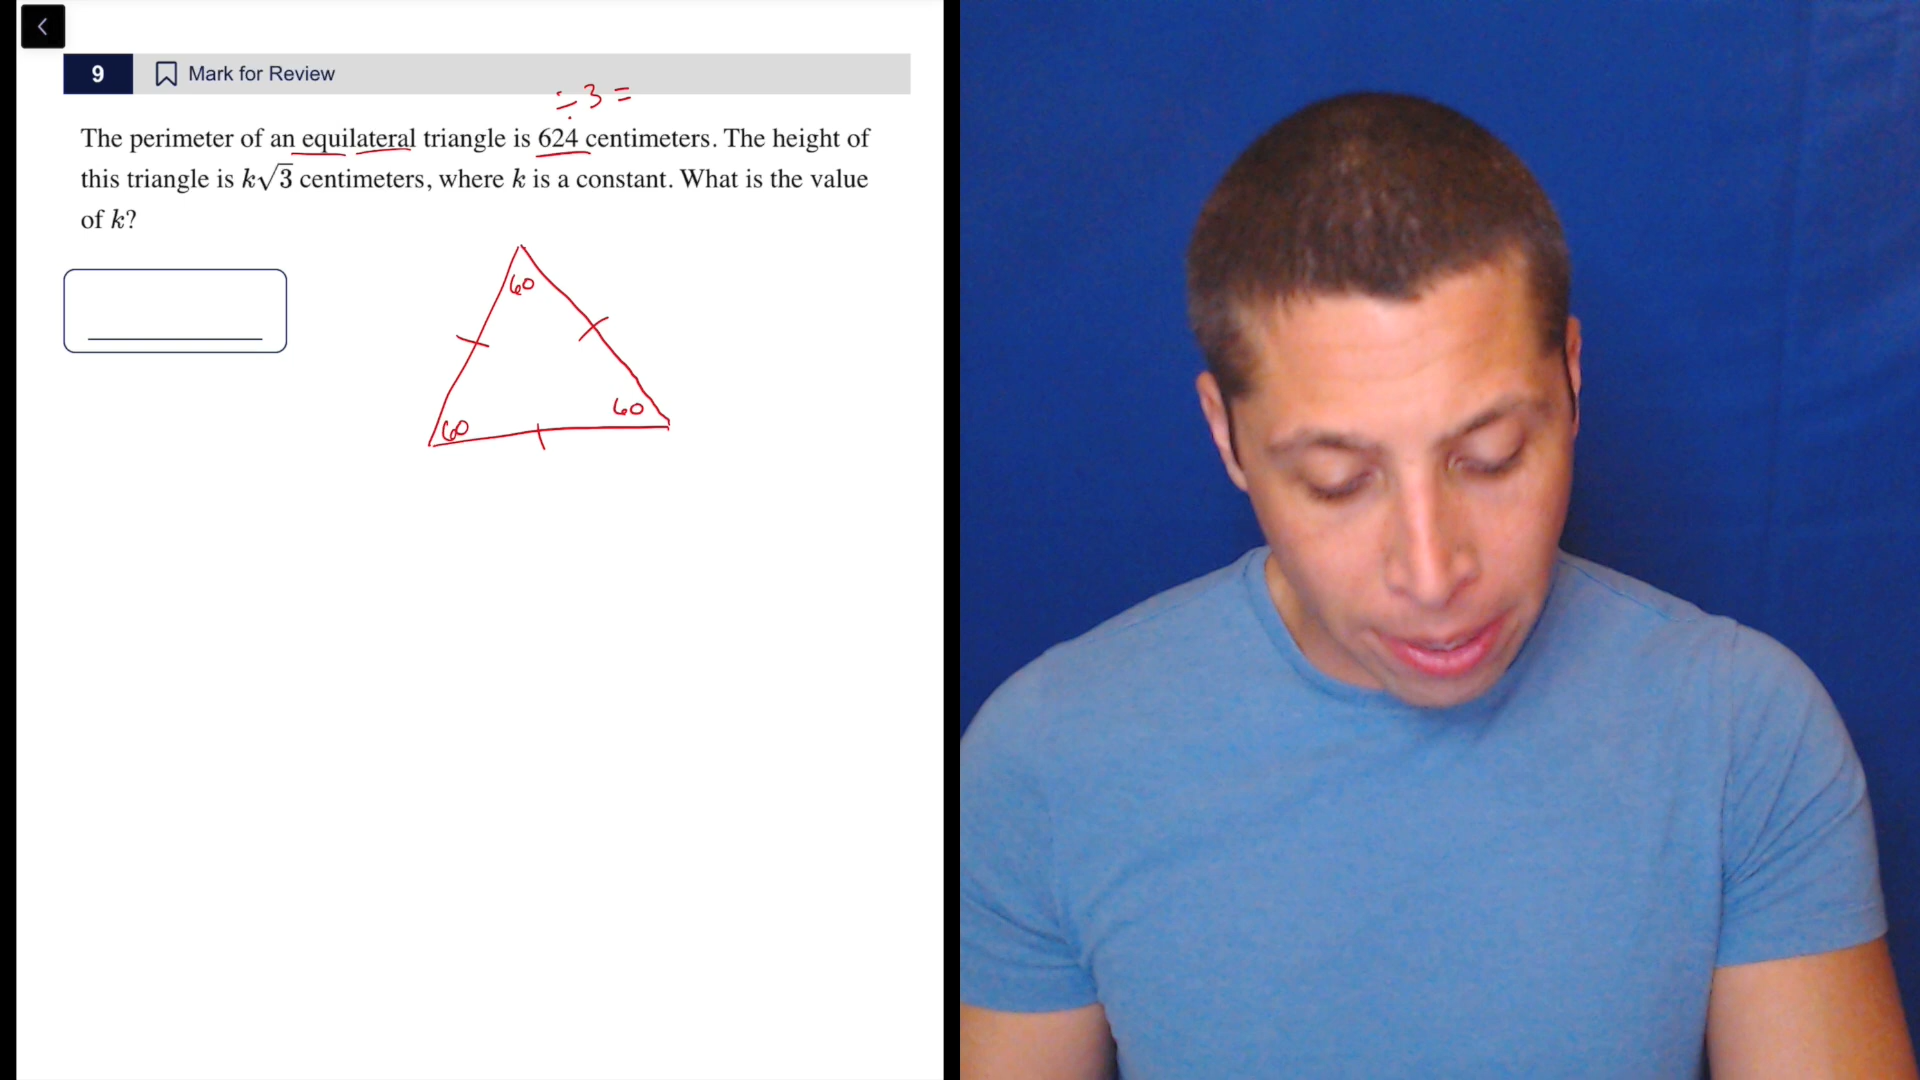 9 Mark for Review
÷ 3 =
The perimeter of an equilateral triangle is 624 centimeters. The height of
this triangle is k√3 centimeters, where k is a constant. What is the value
of k?
60
60
60